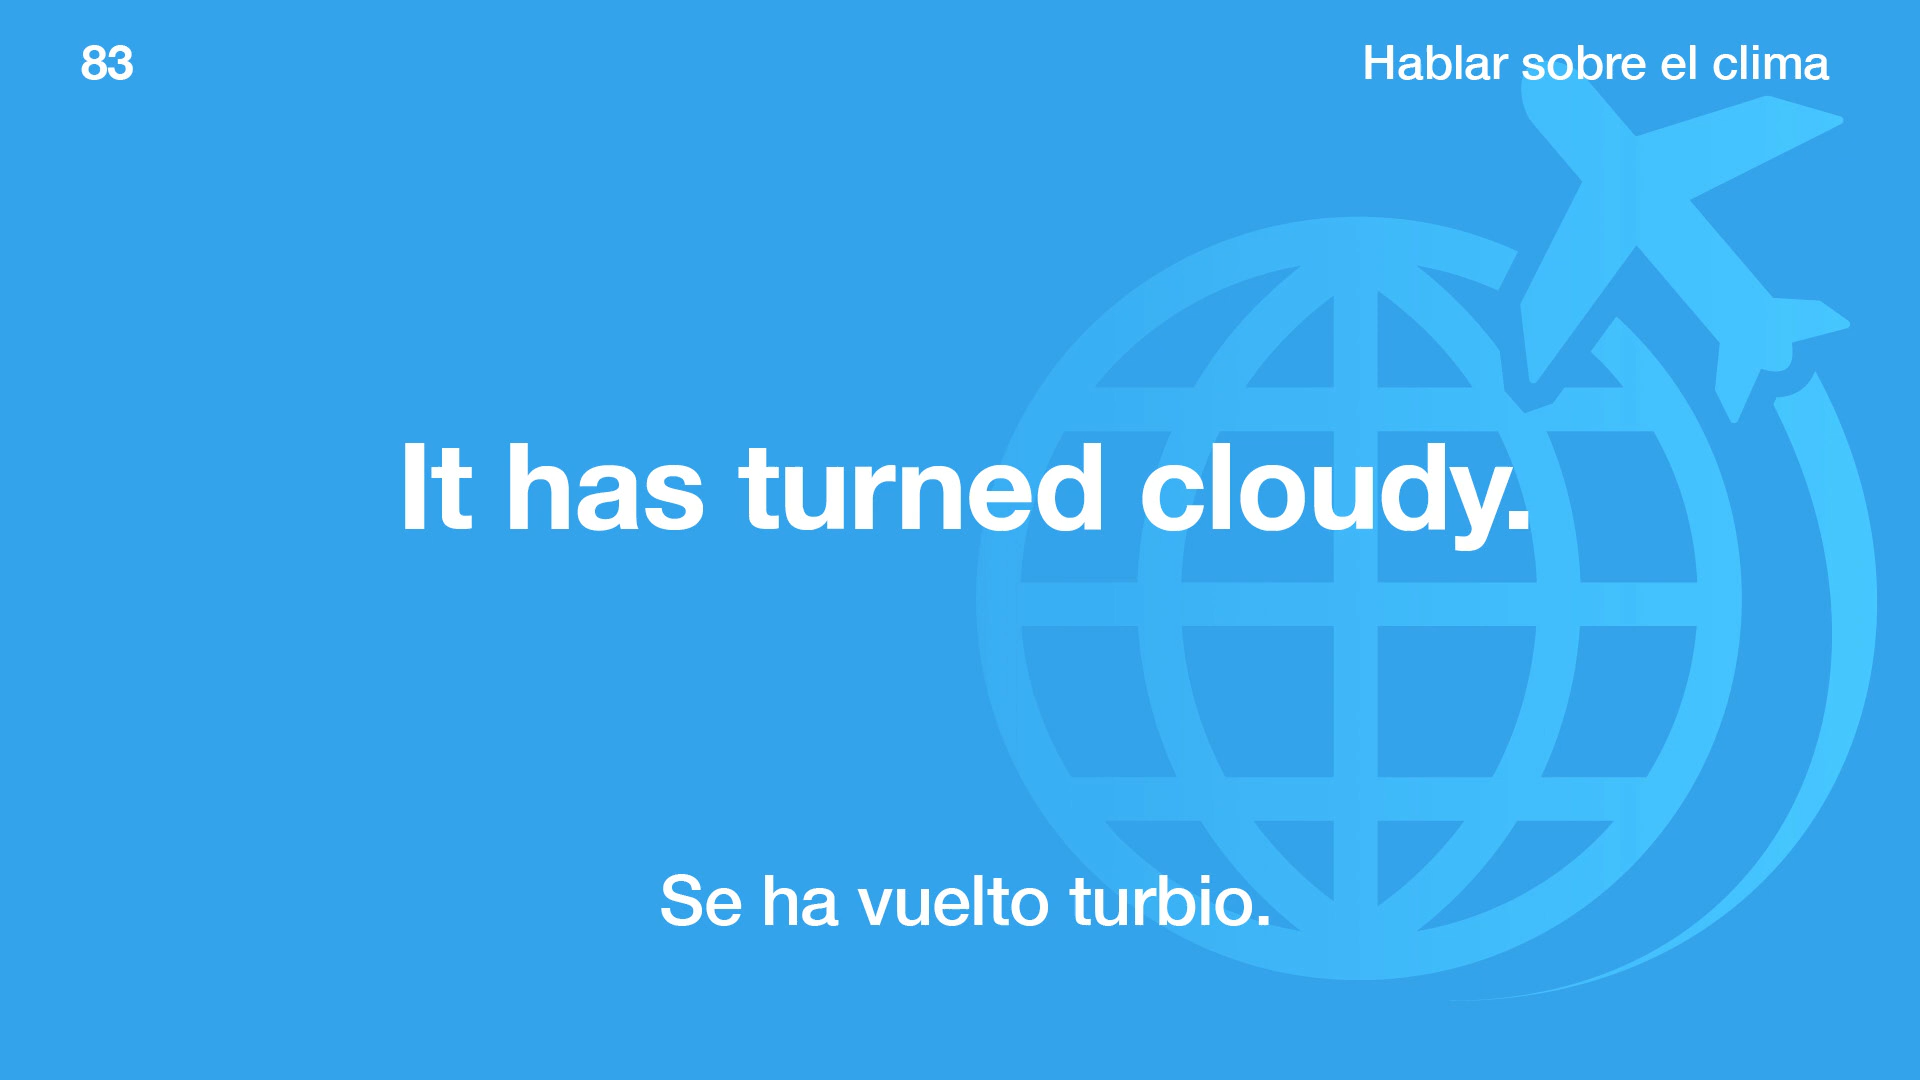 83
Hablar sobre el clima
It has turned cloudy.
Se ha vuelto turbio.